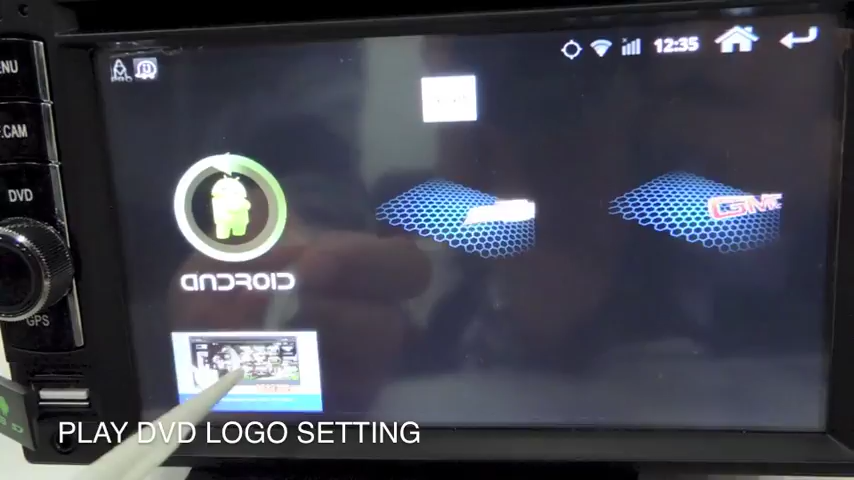 12:35
ENU
F.CAM
DVD
GPS
ANDROID
GMC
PLAY DVD LOGO SETTING